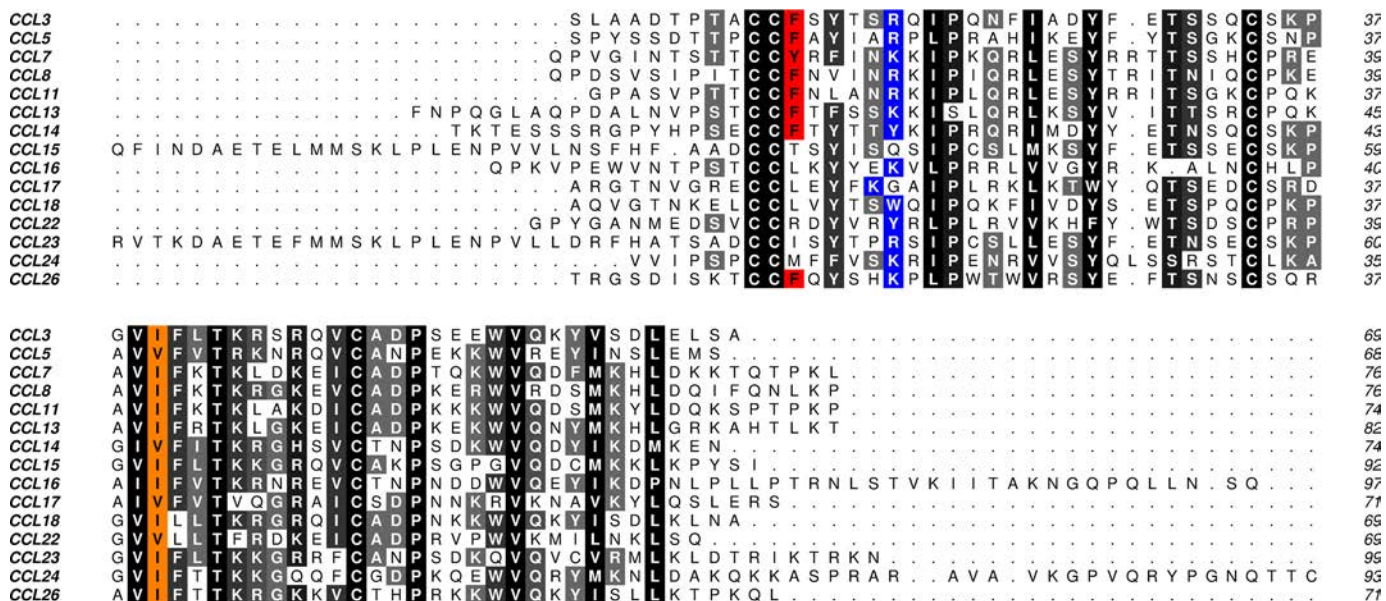 CCL3 . . . . . . . . . . . . . . . . . . . . . . . S L A A D T P T A C C F S Y T S R Q I P Q N F I A D Y F . E T S S Q C S K P 37
CCL5 . . . . . . . . . . . . . . . . . . . . . . . S P Y S S D T T P C C F A Y I A R P L P R A H I K E Y F . Y T S G K C S N P 37
CCL7 . . . . . . . . . . . . . . . . . . . . . . Q P V G I N T S T T C C Y R F I N K K I P K Q R L E S Y R R T T S S H C P R E 39
CCL8 . . . . . . . . . . . . . . . . . . . . . . Q P D S V S I P I T C C F N V I N R K I P I Q R L E S Y T R I T N I Q C P K E 39
CCL11 . . . . . . . . . . . . . . . . . . . . . . . . G P A S V P T T C C F N L A N R K I P L Q R L E S Y R R I T S G K C P Q K 37
CCL13 . . . . . . . . . . . . . . . F N P Q G L A Q P D A L N V P S T C C F T F S S K K I S L Q R L K S Y V . I T T S R C P Q K 45
CCL14 . . . . . . . . . . . . . . . . . T K T E S S S R G P Y H P S E C C F T Y T T Y K I P R Q R I M D Y Y . E T N S Q C S K P 43
CCL15 Q F I N D A E T E L M M S K L P L E N P V V L N S F H F . A A D C C T S Y I S Q S I P C S L M K S Y F . E T S S E C S K P 59
CCL16 . . . . . . . . . . . . . . . . . . . Q P K V P E W V N T P S T C C L K Y Y E K V L P R R L V V G Y R . K . A L N C H L P 40
CCL17 . . . . . . . . . . . . . . . . . . . . . . . A R G T N V G R E C C L E Y F K G A I P L R K L K T W Y . Q T S E D C S R D 37
CCL18 . . . . . . . . . . . . . . . . . . . . . . . A Q V G T N K E L C C L V Y T S W Q I P Q K F I V D Y S . E T S P Q C P K P 37
CCL22 . . . . . . . . . . . . . . . . . . . . . G P Y G A N M E D S V C C R D Y V R Y R L P L R V V K H F Y . W T S D S C P R P 39
CCL23 R V T K D A E T E F M M S K L P L E N P V L L D R F H A T S A D C C I S Y T P R S I P C S L L E S Y F . E T N S E C S K P 60
CCL24 . . . . . . . . . . . . . . . . . . . . . . . . . . V V I P S P C C M F F V S K R I P E N R V V S Y Q L S S R S T C L K A 35
CCL26 . . . . . . . . . . . . . . . . . . . . . . . T R G S D I S K T C C F Q Y S H K P L P W T W V R S Y E . F T S N S C S Q R 37
CCL3 G V I F L T K R S R Q V C A D P S E E W V Q K Y V S D L E L S A . . . . . . . . . . . . . . . . . . . . . . . . . . . . . 69
CCL5 A V V F V T R K N R Q V C A N P E K K W V R E Y I N S L E M S . . . . . . . . . . . . . . . . . . . . . . . . . . . . . . 68
CCL7 A V I F K T K L D K E I C A D P T Q K W V Q D F M K H L D K K T Q T P K L . . . . . . . . . . . . . . . . . . . . . . . . 76
CCL8 A V I F K T K R G K E V C A D P K E R W V R D S M K H L D Q I F Q N L K P . . . . . . . . . . . . . . . . . . . . . . . . 76
CCL11 A V I F K T K L A K D I C A D P K K K W V Q D S M K Y L D Q K S P T P K P . . . . . . . . . . . . . . . . . . . . . . . . 74
CCL13 A V I F R T K L G K E I C A D P K E K W V Q N Y M K H L G R K A H T L K T . . . . . . . . . . . . . . . . . . . . . . . . 82
CCL14 G I V F I T K R G H S V C T N P S D K W V Q D Y I K D M K E N . . . . . . . . . . . . . . . . . . . . . . . . . . . . . . 74
CCL15 G V I F L T K K G R Q V C A K P S G P G V Q D C M K K L K P Y S I . . . . . . . . . . . . . . . . . . . . . . . . . . . . 92
CCL16 A I I F V T K R N R E V C T N P N D D W V Q E Y I K D P N L P L L P T R N L S T V K I I T A K N G Q P Q L L N . S Q . . . 97
CCL17 A I V F V T V Q G R A I C S D P N N K R V K N A V K Y L Q S L E R S . . . . . . . . . . . . . . . . . . . . . . . . . . . 71
CCL18 G V I L L T K R G R Q I C A D P N K K W V Q K Y I S D L K L N A . . . . . . . . . . . . . . . . . . . . . . . . . . . . . 69
CCL22 G V V L L T F R D K E I C A D P R V P W V K M I L N K L S Q . . . . . . . . . . . . . . . . . . . . . . . . . . . . . . . 69
CCL23 G V I F L T K K G R R F C A N P S D K Q V Q V C V R M L K L D T R I K T R K N . . . . . . . . . . . . . . . . . . . . . . 99
CCL24 G V I F T T K K G Q Q F C G D P K Q E W V Q R Y M K N L D A K Q K K A S P R A R . . A V A . V K G P V Q R Y P G N Q T T C 93
CCL26 A V I F T T K R G K K V C T H P R K K W V Q K Y I S L L K T P K Q L . . . . . . . . . . . . . . . . . . . . . . . . . . . 71